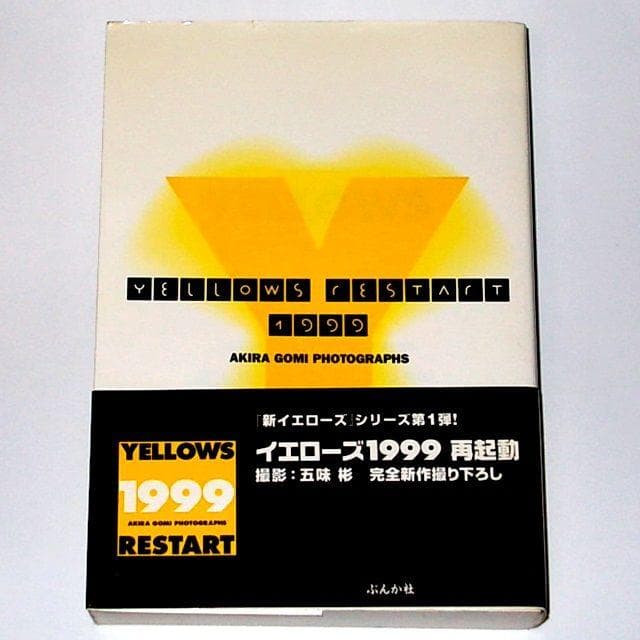 Y
YELLOWS RESTART
1999
AKIRA GOMI PHOTOGRAPHS
『新イエローズ』シリーズ第1弾!
イエローズ1999 再起動
撮影:五味 彬 完全新作撮り下ろし
YELLOWS
1999
AKIRA GOMI PHOTOGRAPHS
RESTART
ぶんか社